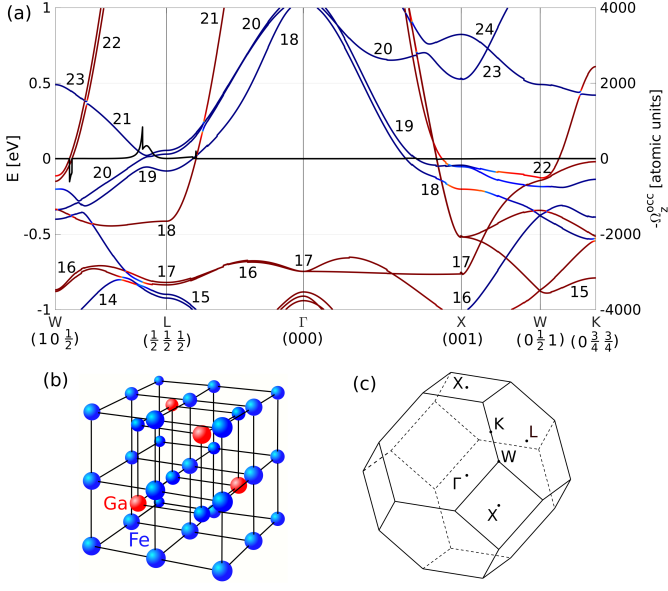 (a)
1
0.5
0
-0.5
-1
E [eV]
4000
2000
0
-2000
-4000
-Ω_z^occ [atomic units]
22
23
21
20
19
18
16
17
14
15
21
20
18
16
17
20
19
18
24
23
22
17
16
15
W L Γ X W K
(1 0 1/2) (1/2 1/2 1/2) (000) (001) (0 1/2 1) (0 3/4 3/4)
(b)
Ga
Fe
(c)
X
K
L
W
Γ
X